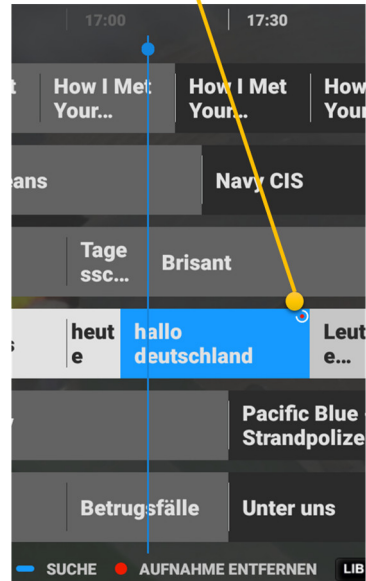 17:00 17:30
t How I Met How I Met How
Your... Your... Your
eans Navy CIS
Tage Brisant
ssc...
s heut hallo Leut
e deutschland e...
Pacific Blue -
Strandpolize
Betrugsfälle Unter uns
SUCHE AUFNAHME ENTFERNEN LIB